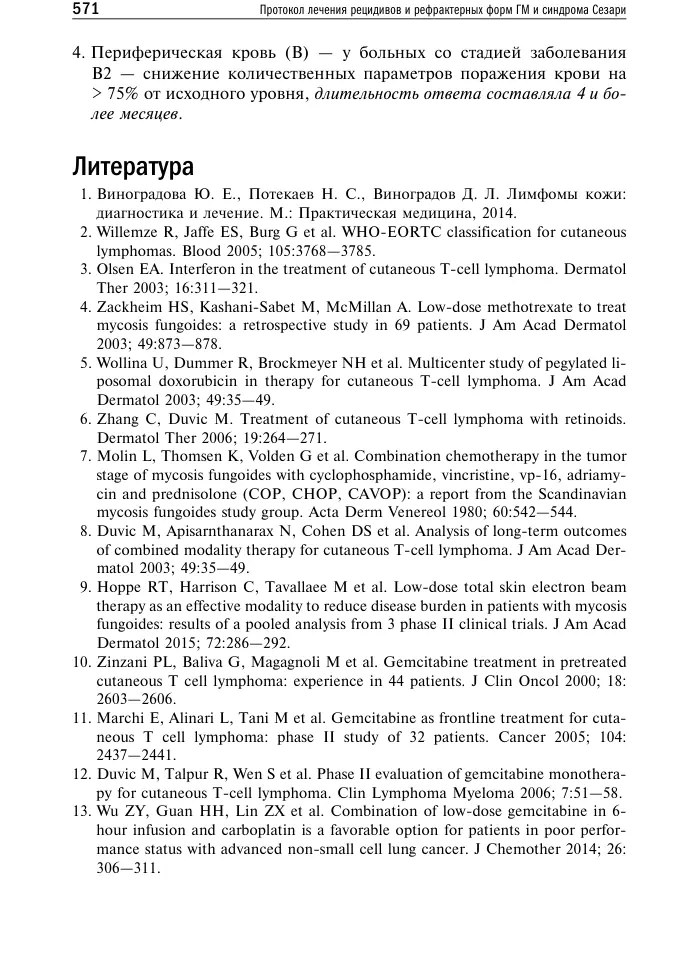 571 Протокол лечения рецидивов и рефрактерных форм ГМ и синдрома Сезари
4. Периферическая кровь (В) — у больных со стадией заболевания
В2 — снижение количественных параметров поражения крови на
> 75% от исходного уровня, длительность ответа составляла 4 и бо-
лее месяцев.
Литература
1. Виноградова Ю. Е., Потекаев Н. С., Виноградов Д. Л. Лимфомы кожи:
диагностика и лечение. М.: Практическая медицина, 2014.
2. Willemze R, Jaffe ES, Burg G et al. WHO-EORTC classification for cutaneous
lymphomas. Blood 2005; 105:3768—3785.
3. Olsen EA. Interferon in the treatment of cutaneous T-cell lymphoma. Dermatol
Ther 2003; 16:311—321.
4. Zackheim HS, Kashani-Sabet M, McMillan A. Low-dose methotrexate to treat
mycosis fungoides: a retrospective study in 69 patients. J Am Acad Dermatol
2003; 49:873—878.
5. Wollina U, Dummer R, Brockmeyer NH et al. Multicenter study of pegylated li-
posomal doxorubicin in therapy for cutaneous T-cell lymphoma. J Am Acad
Dermatol 2003; 49:35—49.
6. Zhang C, Duvic M. Treatment of cutaneous T-cell lymphoma with retinoids.
Dermatol Ther 2006; 19:264—271.
7. Molin L, Thomsen K, Volden G et al. Combination chemotherapy in the tumor
stage of mycosis fungoides with cyclophosphamide, vincristine, vp-16, adriamy-
cin and prednisolone (COP, CHOP, CAVOP): a report from the Scandinavian
mycosis fungoides study group. Acta Derm Venereol 1980; 60:542—544.
8. Duvic M, Apisarnthanarax N, Cohen DS et al. Analysis of long-term outcomes
of combined modality therapy for cutaneous T-cell lymphoma. J Am Acad Der-
matol 2003; 49:35—49.
9. Hoppe RT, Harrison C, Tavallaee M et al. Low-dose total skin electron beam
therapy as an effective modality to reduce disease burden in patients with mycosis
fungoides: results of a pooled analysis from 3 phase II clinical trials. J Am Acad
Dermatol 2015; 72:286—292.
10. Zinzani PL, Baliva G, Magagnoli M et al. Gemcitabine treatment in pretreated
cutaneous T cell lymphoma: experience in 44 patients. J Clin Oncol 2000; 18:
2603—2606.
11. Marchi E, Alinari L, Tani M et al. Gemcitabine as frontline treatment for cuta-
neous T cell lymphoma: phase II study of 32 patients. Cancer 2005; 104:
2437—2441.
12. Duvic M, Talpur R, Wen S et al. Phase II evaluation of gemcitabine monothera-
py for cutaneous T-cell lymphoma. Clin Lymphoma Myeloma 2006; 7:51—58.
13. Wu ZY, Guan HH, Lin ZX et al. Combination of low-dose gemcitabine in 6-
hour infusion and carboplatin is a favorable option for patients in poor perfor-
mance status with advanced non-small cell lung cancer. J Chemother 2014; 26:
306—311.